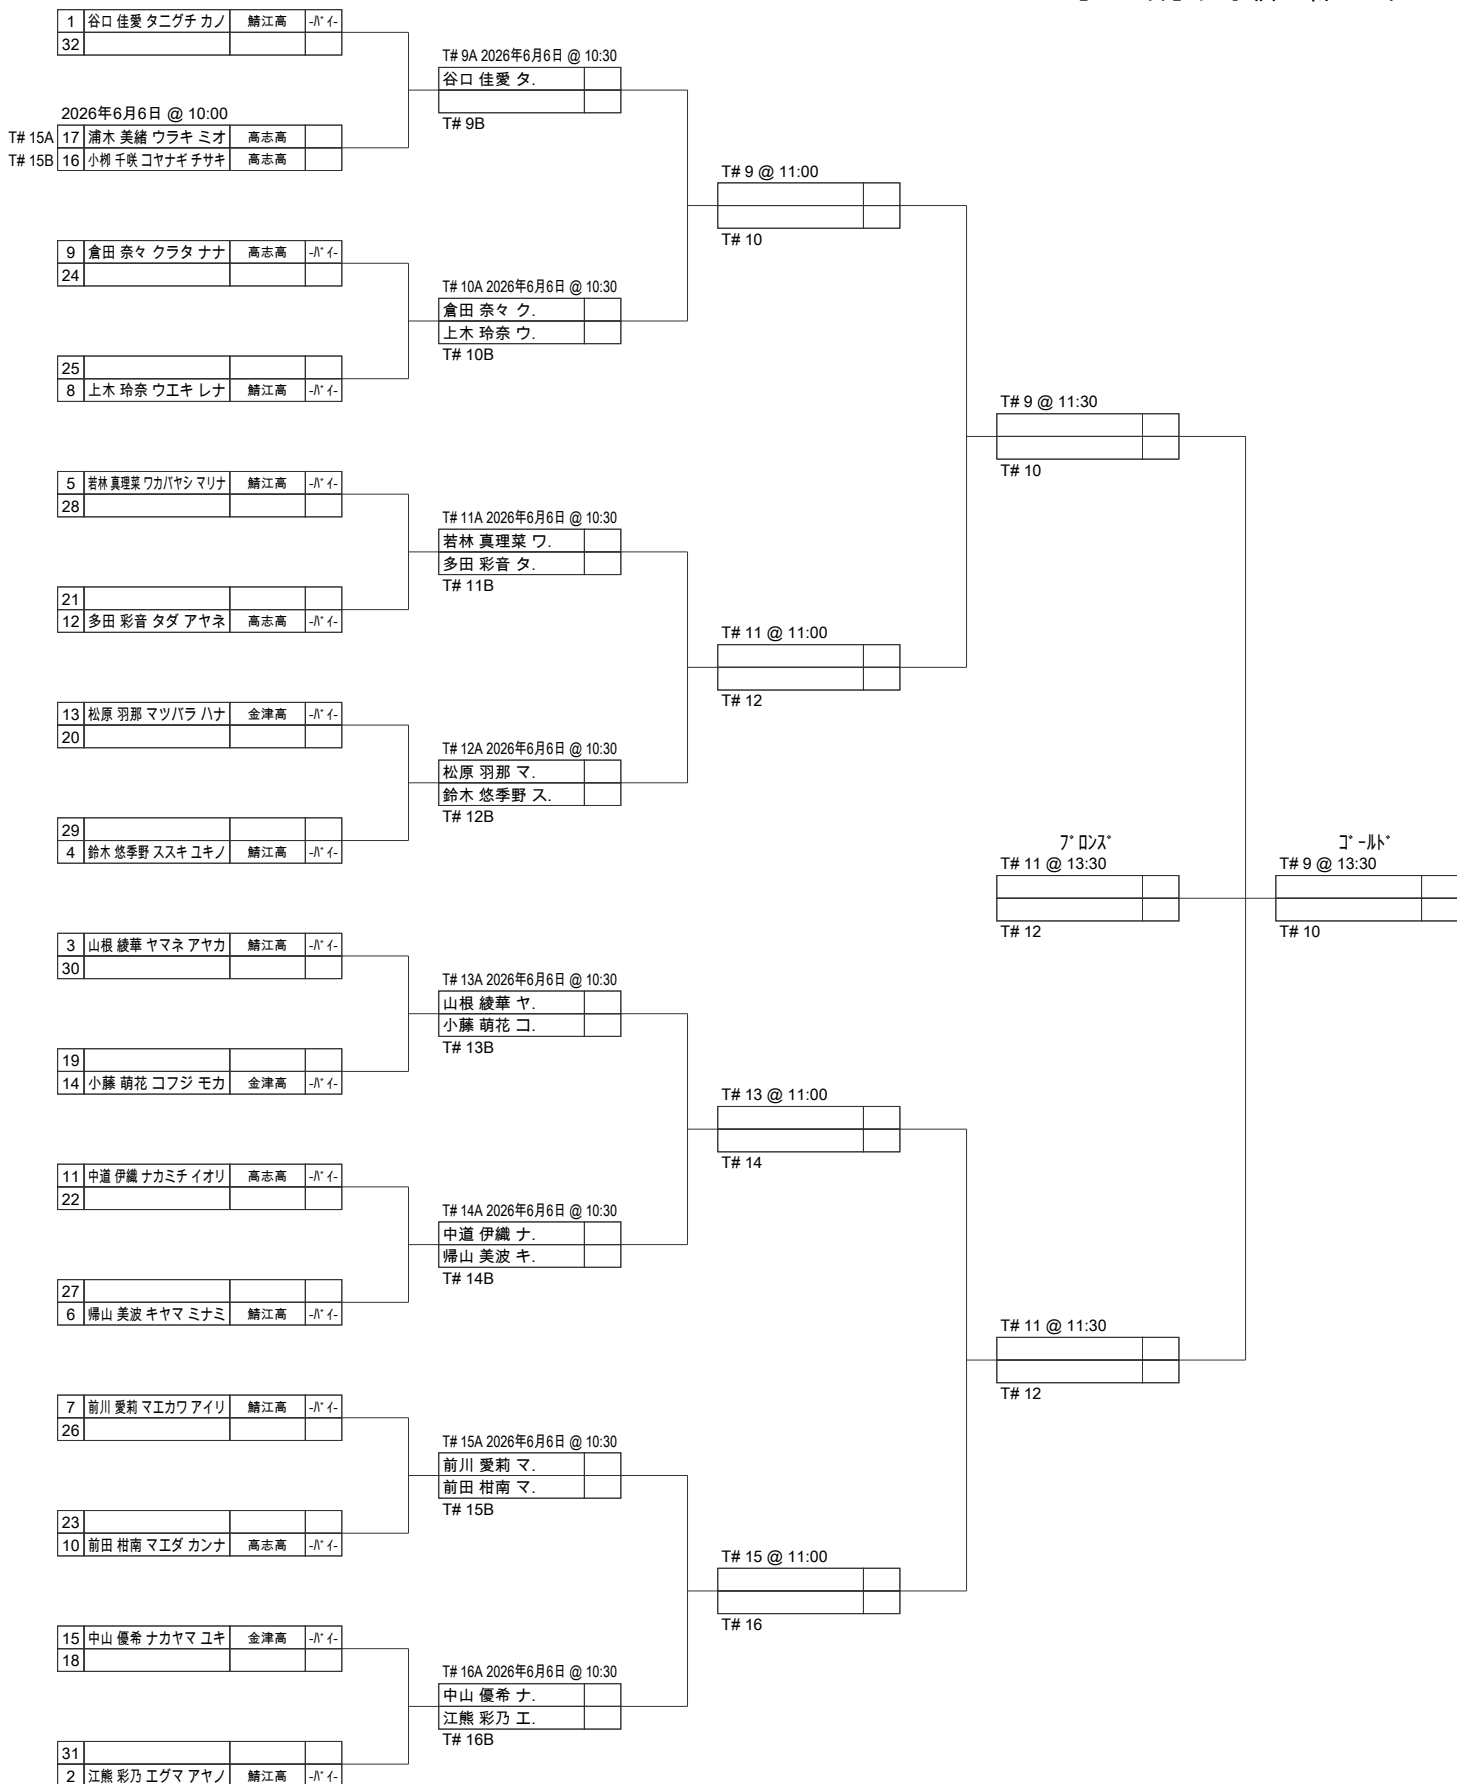 1 谷口 佳愛 タニグチ カノ 鯖江高 -バイ-
32
2026年6月6日 @ 10:00
T# 15A 17 浦木 美緒 ウラキ ミオ 高志高
T# 15B 16 小栁 千咲 コヤナギ チサキ 高志高
9 倉田 奈々 クラタ ナナ 高志高 -バイ-
24
25
8 上木 玲奈 ウエキ レナ 鯖江高 -バイ-
5 若林 真理菜 ワカバヤシ マリナ 鯖江高 -バイ-
28
21
12 多田 彩音 タダ アヤネ 高志高 -バイ-
13 松原 羽那 マツバラ ハナ 金津高 -バイ-
20
29
4 鈴木 悠季野 スズキ ユキノ 鯖江高 -バイ-
3 山根 綾華 ヤマネ アヤカ 鯖江高 -バイ-
30
19
14 小藤 萌花 コフジ モカ 金津高 -バイ-
11 中道 伊織 ナカミチ イオリ 高志高 -バイ-
22
27
6 帰山 美波 キヤマ ミナミ 鯖江高 -バイ-
7 前川 愛莉 マエカワ アイリ 鯖江高 -バイ-
26
23
10 前田 柑南 マエダ カンナ 高志高 -バイ-
15 中山 優希 ナカヤマ ユキ 金津高 -バイ-
18
31
2 江熊 彩乃 エグマ アヤノ 鯖江高 -バイ-
T# 9A 2026年6月6日 @ 10:30
谷口 佳愛 タ.
T# 9B
T# 10A 2026年6月6日 @ 10:30
倉田 奈々 ク.
上木 玲奈 ウ.
T# 10B
T# 11A 2026年6月6日 @ 10:30
若林 真理菜 ワ.
多田 彩音 タ.
T# 11B
T# 12A 2026年6月6日 @ 10:30
松原 羽那 マ.
鈴木 悠季野 ス.
T# 12B
T# 13A 2026年6月6日 @ 10:30
山根 綾華 ヤ.
小藤 萌花 コ.
T# 13B
T# 14A 2026年6月6日 @ 10:30
中道 伊織 ナ.
帰山 美波 キ.
T# 14B
T# 15A 2026年6月6日 @ 10:30
前川 愛莉 マ.
前田 柑南 マ.
T# 15B
T# 16A 2026年6月6日 @ 10:30
中山 優希 ナ.
江熊 彩乃 エ.
T# 16B
T# 9 @ 11:00
T# 10
T# 11 @ 11:00
T# 12
T# 13 @ 11:00
T# 14
T# 15 @ 11:00
T# 16
T# 9 @ 11:30
T# 10
ブロンズ
T# 11 @ 13:30
T# 12
T# 11 @ 11:30
T# 12
ゴールド
T# 9 @ 13:30
T# 10